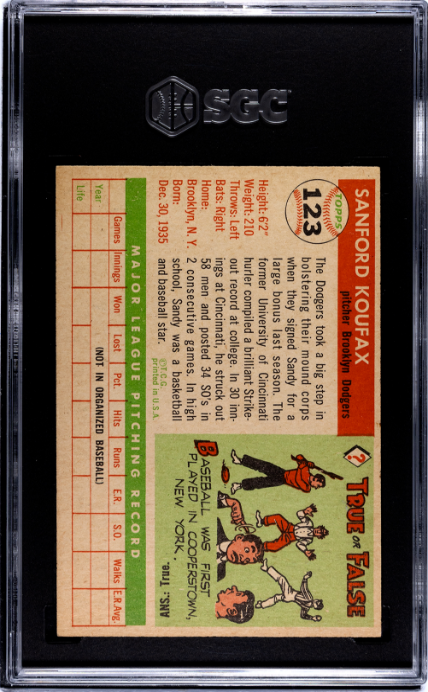 SGC
SANFORD KOUFAX
pitcher Brooklyn Dodgers
TOPPS
123
Height: 6'2"
Weight: 210
Throws: Left
Bats: Right
Home:
Brooklyn, N. Y.
Born:
Dec. 30, 1935
The Dodgers took a big step in
bolstering their mound corps
when they signed Sandy for a
large bonus last season. The
former University of Cincinnati
hurler compiled a brilliant Strike-
out record at college. In 30 inn-
ings at Cincinnati, he struck out
58 men and posted 34 SO's in
2 consecutive games. In high
school, Sandy was a basketball
and baseball star.
© T.C.G.
printed in U.S.A.
?
TRUE OR FALSE
BASEBALL WAS FIRST
PLAYED IN COOPERSTOWN,
NEW YORK.
ANS.: True.
MAJOR LEAGUE PITCHING RECORD
Games Innings Won Lost Pct. Hits Runs E.R. S.O. Walks E.R.Avg.
Year
(NOT IN ORGANIZED BASEBALL)
Life